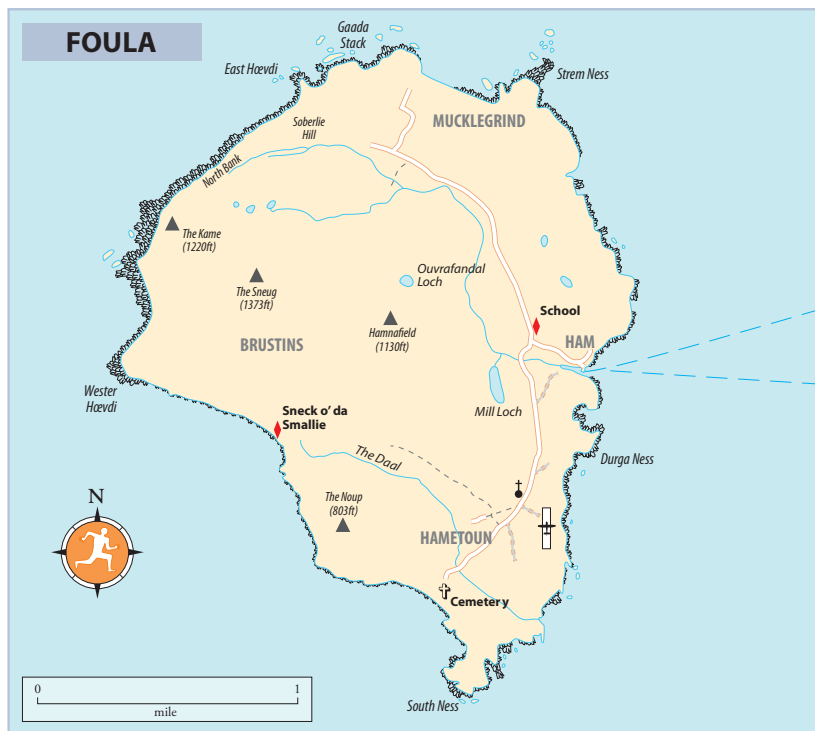 FOULA
Gaada
Stack
East Hœvdi
Strem Ness
Soberlie
Hill
MUCKLEGRIND
North Bank
The Kame
(1220ft)
The Sneug
(1373ft)
Ouvrafandal
Loch
Hamnafield
(1130ft)
School
BRUSTINS
HAM
Wester
Hœvdi
Sneck o’ da
Smallie
Mill Loch
The Daal
Durga Ness
The Noup
(803ft)
N
HAMETOUN
Cemetery
South Ness
0 1
mile